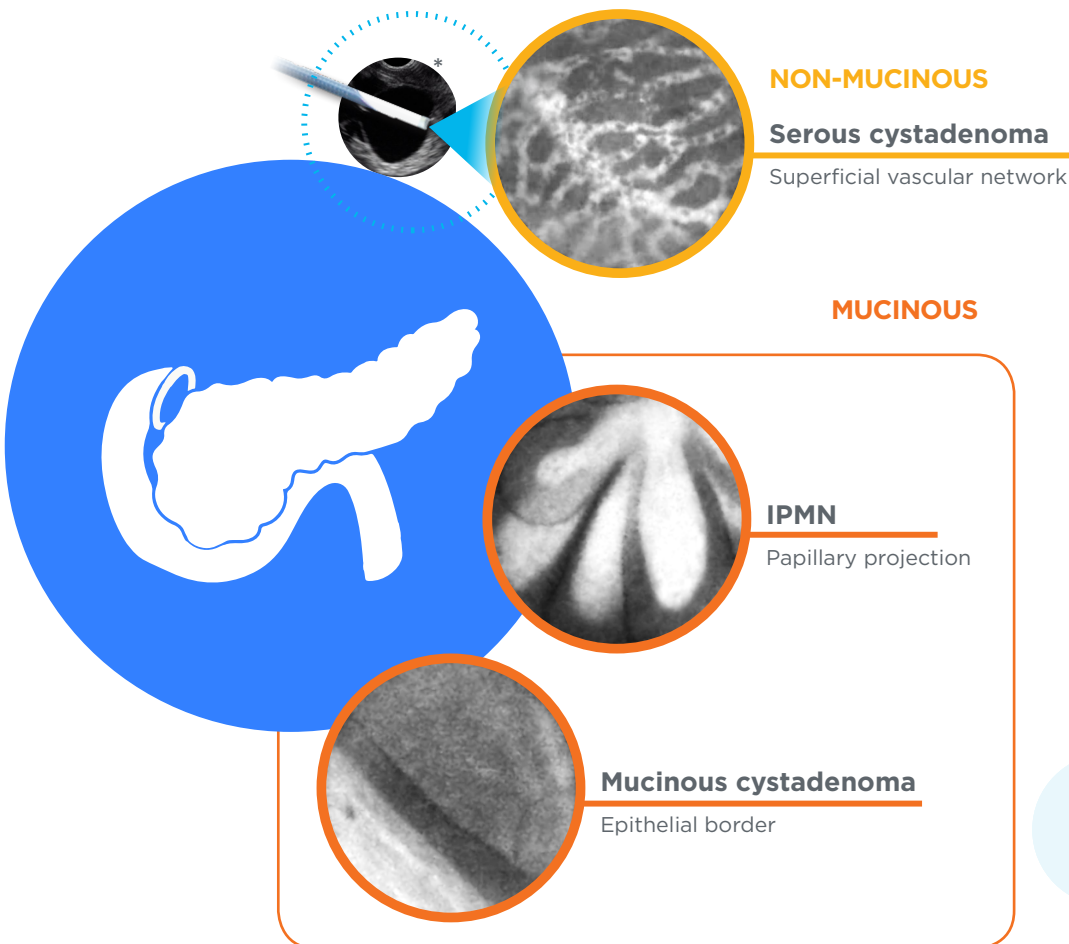 *
NON-MUCINOUS
Serous cystadenoma
Superficial vascular network
MUCINOUS
IPMN
Papillary projection
Mucinous cystadenoma
Epithelial border